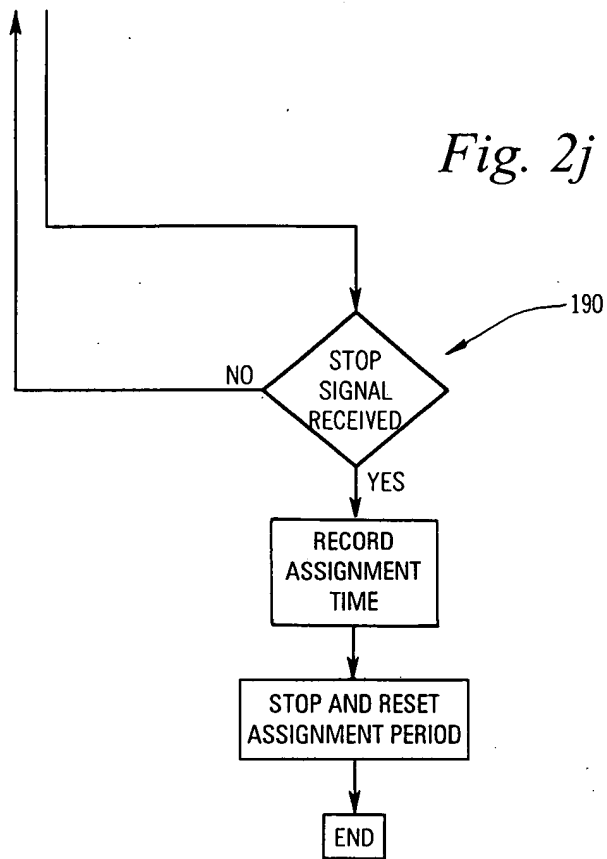 Fig. 2j
190
STOP
SIGNAL
RECEIVED
NO
YES
RECORD
ASSIGNMENT
TIME
STOP AND RESET
ASSIGNMENT PERIOD
END